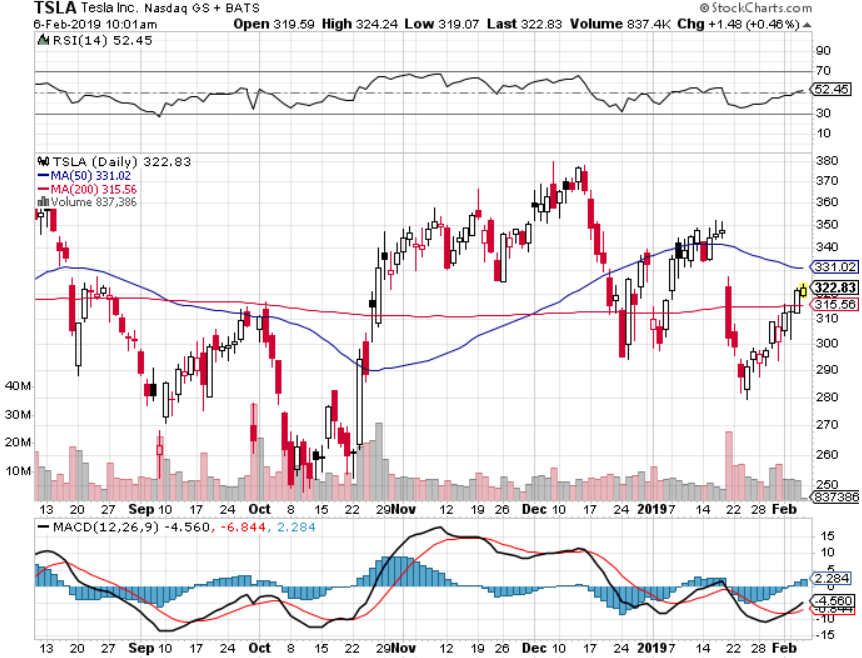 TSLA Tesla Inc. Nasdaq GS + BATS © StockCharts.com
6-Feb-2019 10:01am Open 319.59 High 324.24 Low 319.07 Last 322.83 Volume 837.4K Chg +1.48 (+0.46%)
RSI(14) 52.45
90
70
52.45
30
10
TSLA (Daily) 322.83
MA(50) 331.02
MA(200) 315.56
Volume 837,386
380
370
360
350
340
331.02
322.83
315.56
310
300
290
280
270
260
250
40M
30M
20M
10M
837386
13 20 27 Sep 10 17 24 Oct 8 15 22 29 Nov 12 19 26 Dec 10 17 24 2019 7 14 22 28 Feb
MACD(12,26,9) -4.560, -6.844, 2.284
15
10
5
2.284
-4.560
-6.844
-10
-15
13 20 27 Sep 10 17 24 Oct 8 15 22 29 Nov 12 19 26 Dec 10 17 24 2019 7 14 22 28 Feb